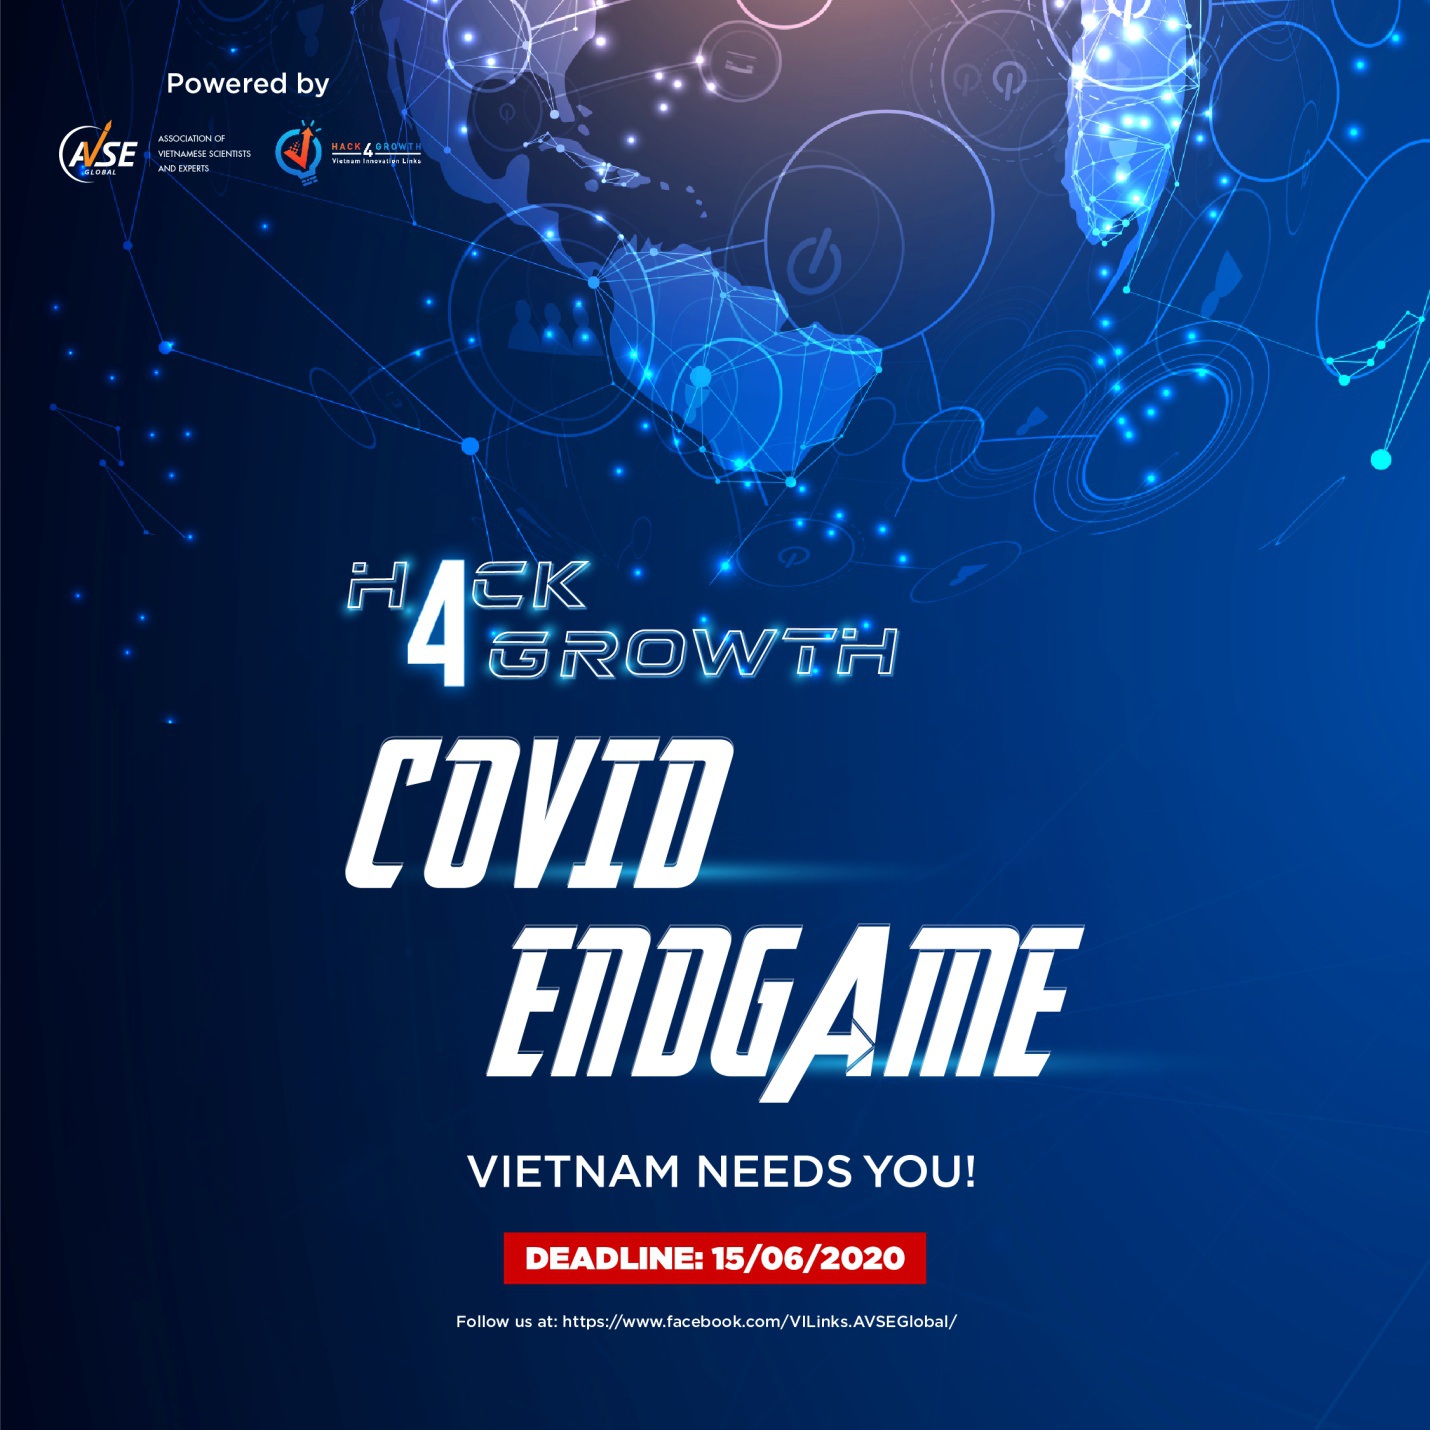 Powered by
AVSE
GLOBAL
ASSOCIATION OF
VIETNAMESE SCIENTISTS
AND EXPERTS
HACK 4 GROWTH
Vietnam Innovation Links
HACK
4 GROWTH
COVID
ENDGAME
VIETNAM NEEDS YOU!
DEADLINE: 15/06/2020
Follow us at: https://www.facebook.com/VILinks.AVSEGlobal/